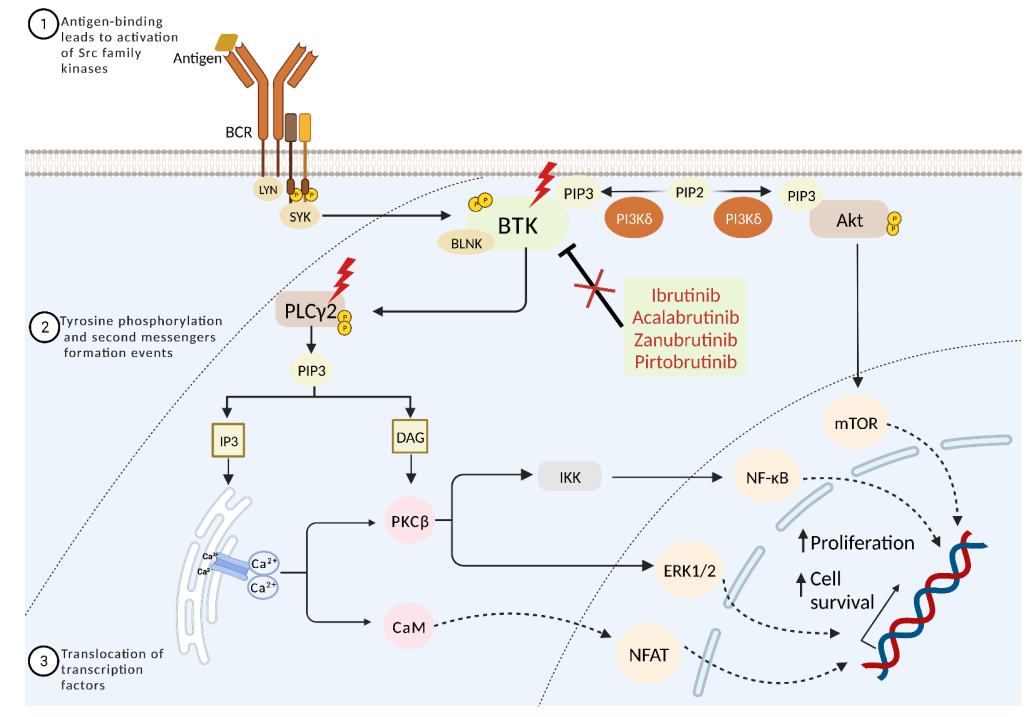 1
Antigen-binding
leads to activation
of Src family
kinases
Antigen
BCR
LYN
P
P
SYK
P
P
BTK
BLNK
PIP3
PIP2
PIP3
PI3Kδ
PI3Kδ
Akt
P
P
Ibrutinib
Acalabrutinib
Zanubrutinib
Pirtobrutinib
PLCγ2
P
P
2
Tyrosine phosphorylation
and second messengers
formation events
PIP3
IP3
DAG
mTOR
IKK
NF-κB
PKCβ
Proliferation
Ca²⁺
Ca²⁺
Ca²⁺
Ca²⁺
ERK1/2
Cell
survival
CaM
NFAT
3
Translocation of
transcription
factors